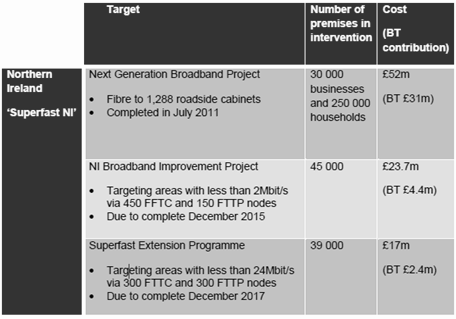 Target
Number of
premises in
intervention
Cost
(BT
contribution)
Northern
Ireland
‘Superfast NI’
Next Generation Broadband Project
• Fibre to 1,288 roadside cabinets
• Completed in July 2011
30 000
businesses
and 250 000
households
£52m
(BT £31m)
NI Broadband Improvement Project
• Targeting areas with less than 2Mbit/s
via 450 FFTC and 150 FTTP nodes
• Due to complete December 2015
45 000
£23.7m
(BT £4.4m)
Superfast Extension Programme
• Targeting areas with less than 24Mbit/s
via 300 FFTC and 300 FTTP nodes
• Due to complete December 2017
39 000
£17m
(BT £2.4m)